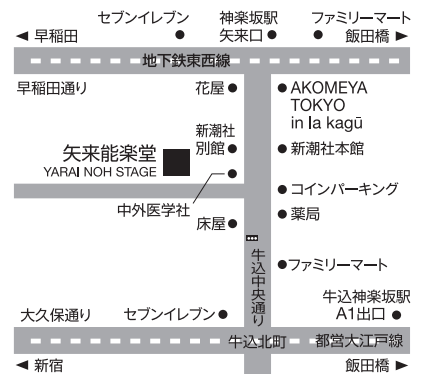 セブンイレブン
神楽坂駅
矢来口
ファミリーマート
早稲田
飯田橋
地下鉄東西線
早稲田通り
花屋
AKOMEYA
TOKYO
in la kagū
新潮社
別館
新潮社本館
矢来能楽堂
YARAI NOH STAGE
中外医学社
コインパーキング
薬局
床屋
牛込中央通り
ファミリーマート
牛込神楽坂駅
A1出口
大久保通り
セブンイレブン
牛込北町
都営大江戸線
新宿
飯田橋